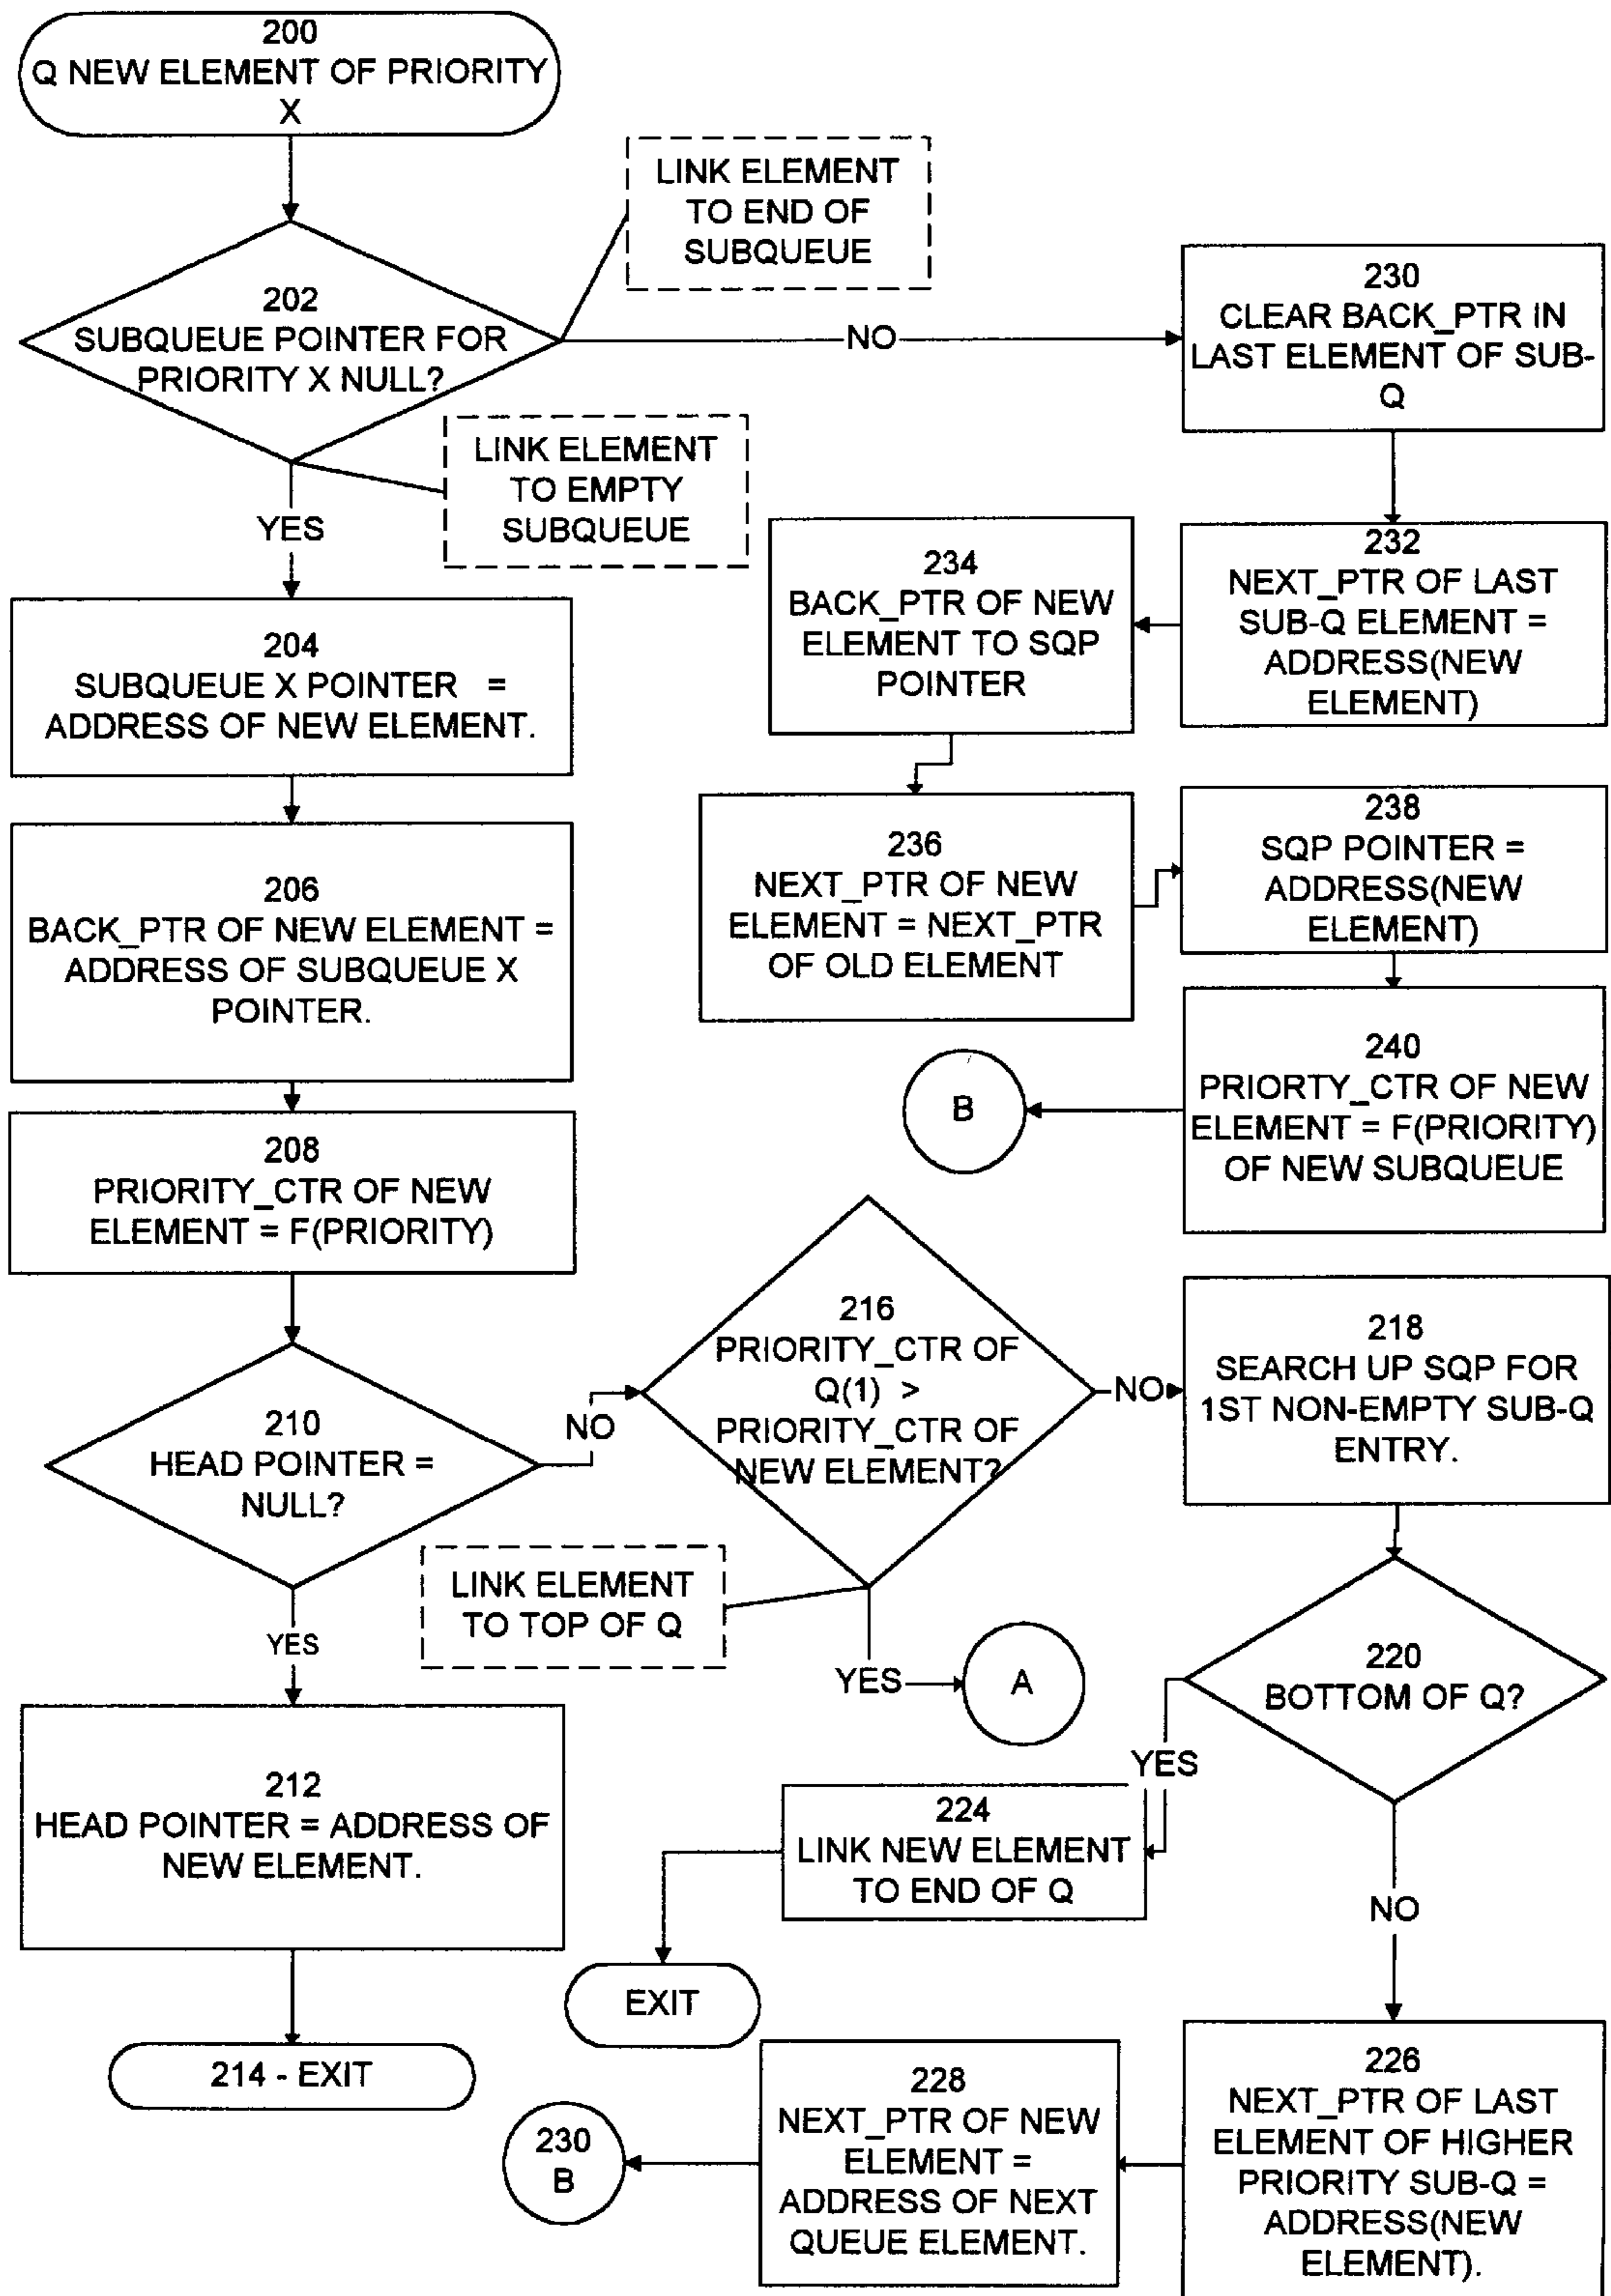 200
Q NEW ELEMENT OF PRIORITY
X
LINK ELEMENT
TO END OF
SUBQUEUE
202
SUBQUEUE POINTER FOR
PRIORITY X NULL?
NO
230
CLEAR BACK_PTR IN
LAST ELEMENT OF SUB-
Q
LINK ELEMENT
TO EMPTY
SUBQUEUE
YES
232
NEXT_PTR OF LAST
SUB-Q ELEMENT =
ADDRESS(NEW
ELEMENT)
234
BACK_PTR OF NEW
ELEMENT TO SQP
POINTER
204
SUBQUEUE X POINTER =
ADDRESS OF NEW ELEMENT.
236
NEXT_PTR OF NEW
ELEMENT = NEXT_PTR
OF OLD ELEMENT
238
SQP POINTER =
ADDRESS(NEW
ELEMENT)
206
BACK_PTR OF NEW ELEMENT =
ADDRESS OF SUBQUEUE X
POINTER.
240
PRIORTY_CTR OF NEW
ELEMENT = F(PRIORITY)
OF NEW SUBQUEUE
B
208
PRIORITY_CTR OF NEW
ELEMENT = F(PRIORITY)
210
HEAD POINTER =
NULL?
NO
216
PRIORITY_CTR OF
Q(1) >
PRIORITY_CTR OF
NEW ELEMENT?
NO
218
SEARCH UP SQP FOR
1ST NON-EMPTY SUB-Q
ENTRY.
LINK ELEMENT
TO TOP OF Q
YES
YES
A
220
BOTTOM OF Q?
YES
212
HEAD POINTER = ADDRESS OF
NEW ELEMENT.
224
LINK NEW ELEMENT
TO END OF Q
NO
EXIT
214 - EXIT
226
NEXT_PTR OF LAST
ELEMENT OF HIGHER
PRIORITY SUB-Q =
ADDRESS(NEW
ELEMENT).
228
NEXT_PTR OF NEW
ELEMENT =
ADDRESS OF NEXT
QUEUE ELEMENT.
230
B